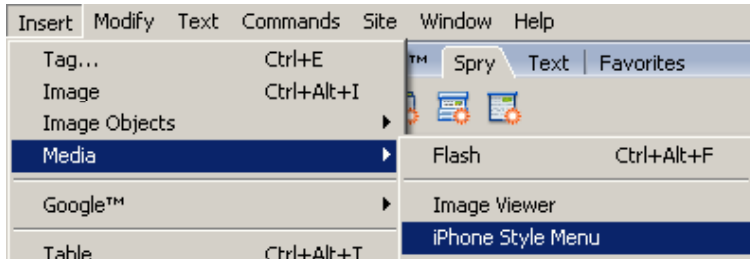 Insert Modify Text Commands Site Window Help
Tag... Ctrl+E
™ Spry Text Favorites
Image Ctrl+Alt+I
Image Objects
Media
Flash Ctrl+Alt+F
Google™
Image Viewer
iPhone Style Menu
Table Ctrl+Alt+T